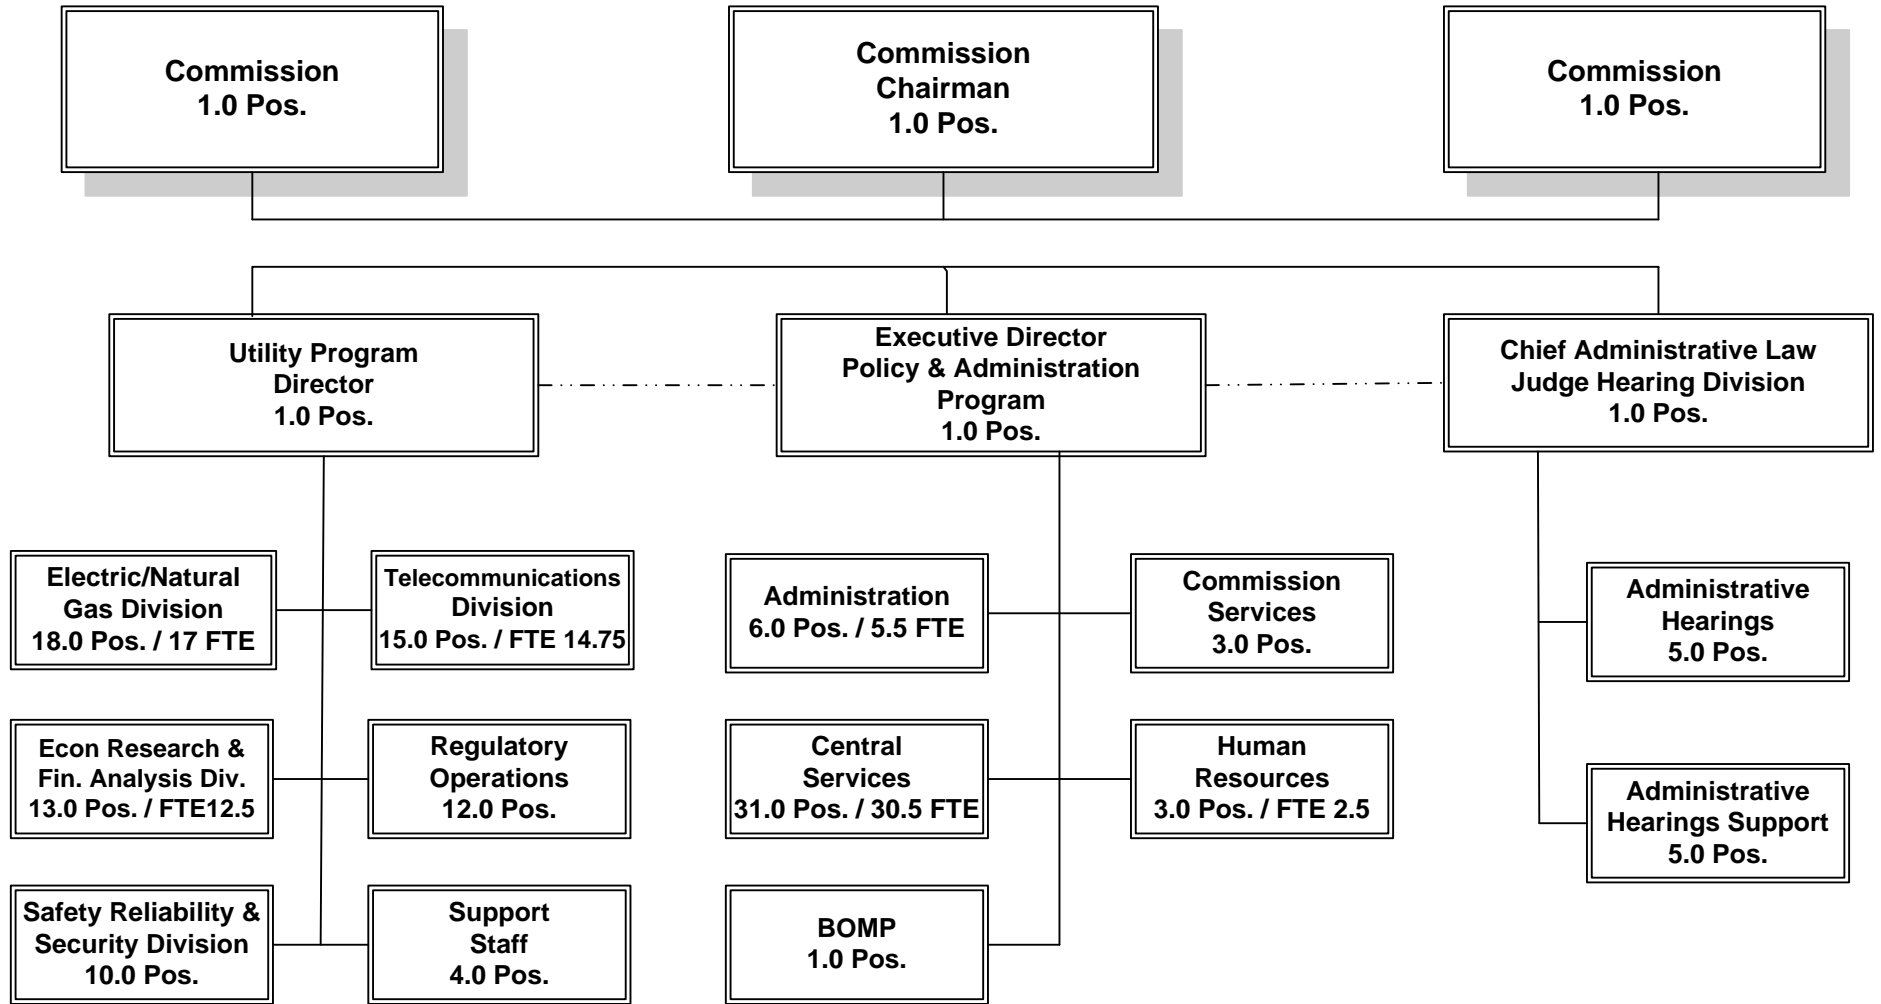 Commission
1.0 Pos.
Commission
Chairman
1.0 Pos.
Commission
1.0 Pos.
Utility Program
Director
1.0 Pos.
Executive Director
Policy & Administration
Program
1.0 Pos.
Chief Administrative Law
Judge Hearing Division
1.0 Pos.
Electric/Natural
Gas Division
18.0 Pos. / 17 FTE
Telecommunications
Division
15.0 Pos. / FTE 14.75
Administration
6.0 Pos. / 5.5 FTE
Commission
Services
3.0 Pos.
Administrative
Hearings
5.0 Pos.
Econ Research &
Fin. Analysis Div.
13.0 Pos. / FTE12.5
Regulatory
Operations
12.0 Pos.
Central
Services
31.0 Pos. / 30.5 FTE
Human
Resources
3.0 Pos. / FTE 2.5
Administrative
Hearings Support
5.0 Pos.
Safety Reliability &
Security Division
10.0 Pos.
Support
Staff
4.0 Pos.
BOMP
1.0 Pos.